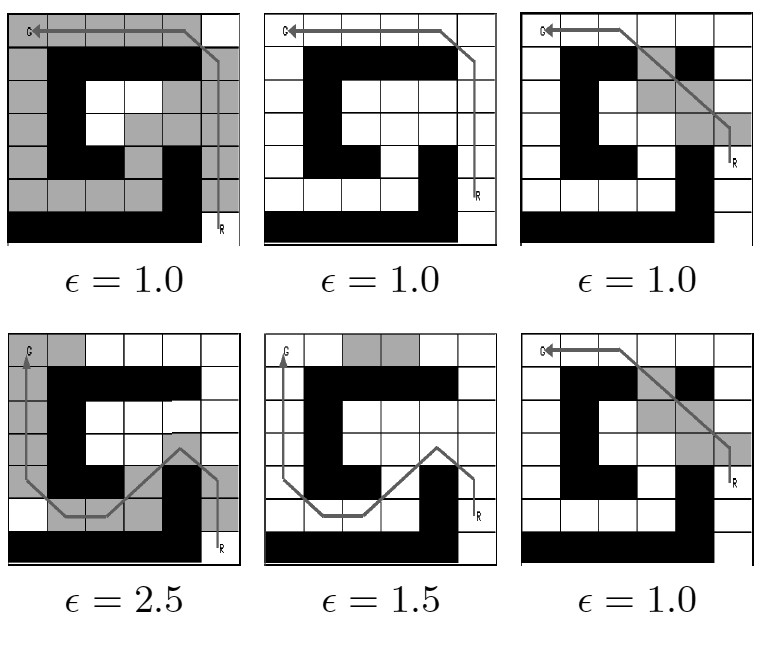 G G G
R R R
ϵ = 1.0 ϵ = 1.0 ϵ = 1.0
G G G
R R R
ϵ = 2.5 ϵ = 1.5 ϵ = 1.0